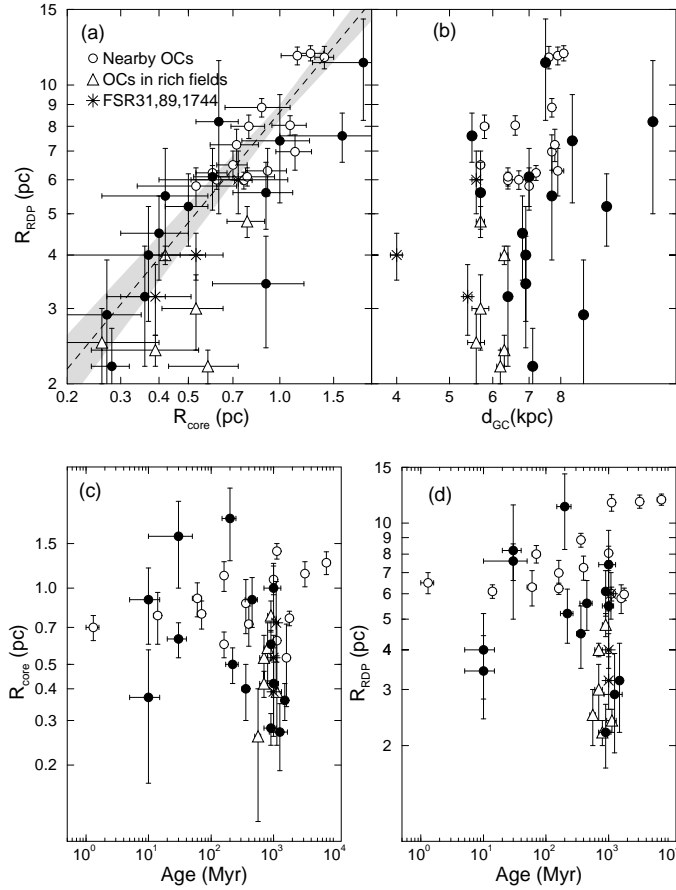 15
(a)
(b)
Nearby OCs
OCs in rich fields
FSR31,89,1744
10
9
8
7
6
5
4
3
2
R_RDP (pc)
0.2 0.3 0.4 0.5 0.7 1.0 1.5
4 5 6 7 8
R_core (pc)
d_GC(kpc)
(c)
1.5
1.0
0.7
0.5
0.4
0.3
0.2
R_core (pc)
10^0 10^1 10^2 10^3 10^4
Age (Myr)
15
(d)
10
9
8
7
6
5
4
3
2
R_RDP (pc)
10^0 10^1 10^2 10^3
Age (Myr)